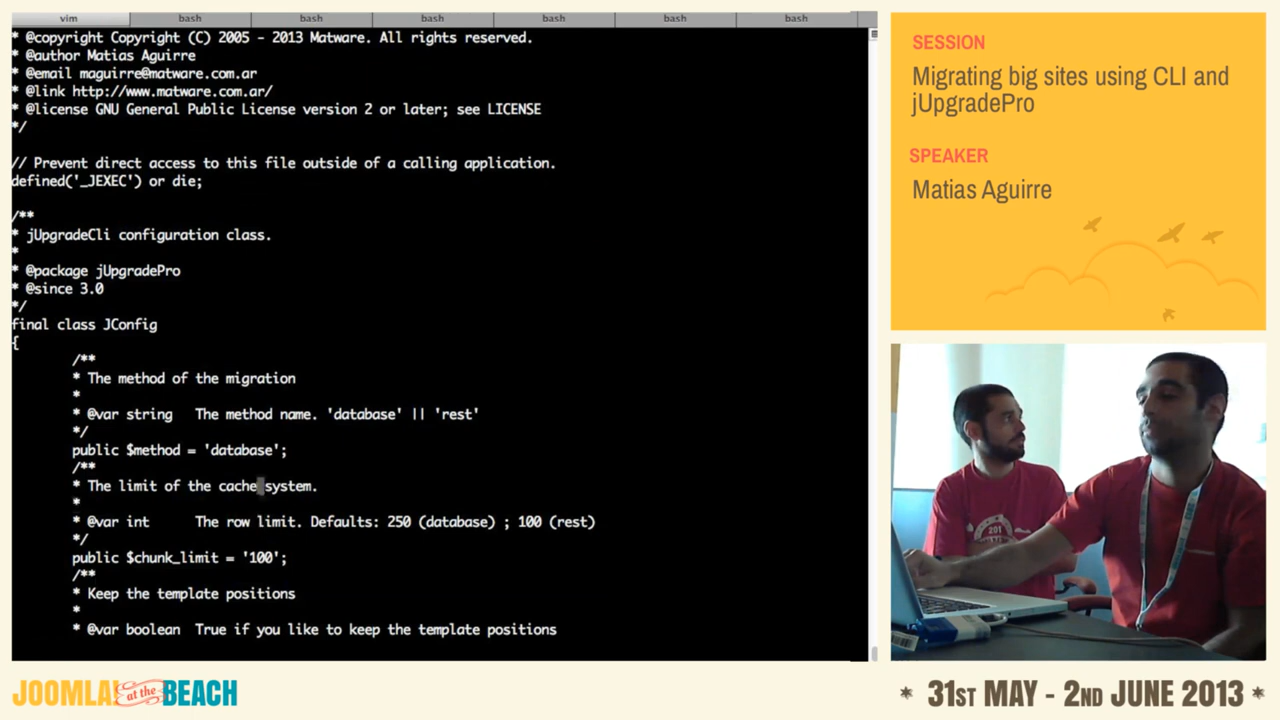 vim bash bash bash bash bash bash
* @copyright Copyright (C) 2005 - 2013 Matware. All rights reserved.
* @author Matias Aguirre
* @email maguirre@matware.com.ar
* @link http://www.matware.com.ar/
* @license GNU General Public License version 2 or later; see LICENSE
*/
// Prevent direct access to this file outside of a calling application.
defined('_JEXEC') or die;
/**
* jUpgradeCli configuration class.
*
* @package jUpgradePro
* @since 3.0
*/
final class JConfig
{
/**
* The method of the migration
*
* @var string The method name. 'database' || 'rest'
*/
public $method = 'database';
/**
* The limit of the cache system.
*
* @var int The row limit. Defaults: 250 (database) ; 100 (rest)
*/
public $chunk_limit = '100';
/**
* Keep the template positions
*
* @var boolean True if you like to keep the template positions
SESSION
Migrating big sites using CLI and
jUpgradePro
SPEAKER
Matias Aguirre
201
JOOMLA! at the BEACH
* 31ST MAY - 2ND JUNE 2013 *